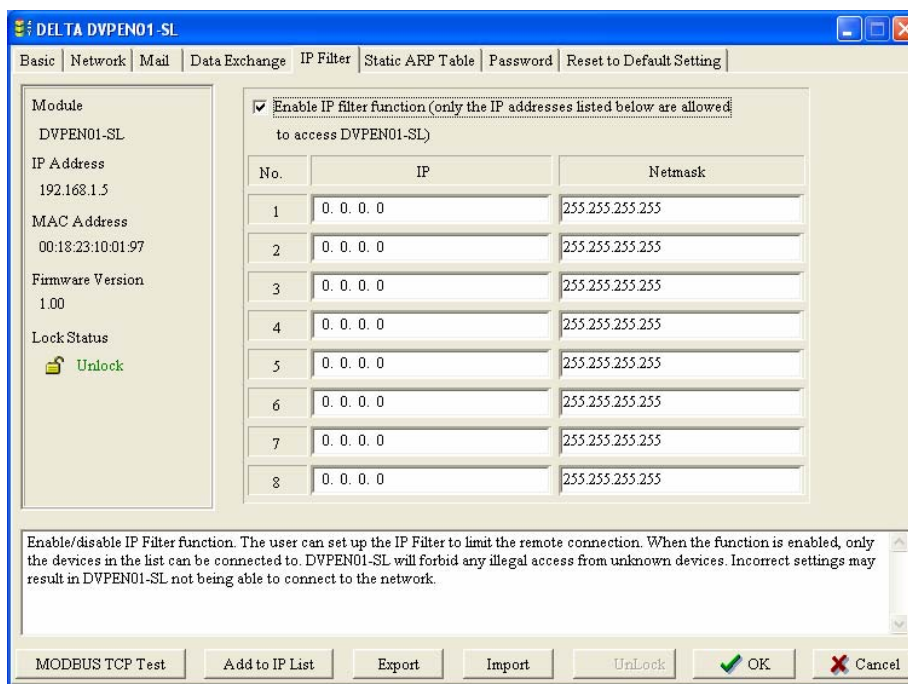 DELTA DVPEN01-SL
Basic Network Mail Data Exchange IP Filter Static ARP Table Password Reset to Default Setting
Module
DVPEN01-SL
IP Address
192.168.1.5
MAC Address
00:18:23:10:01:97
Firmware Version
1.00
Lock Status
Unlock
Enable IP filter function (only the IP addresses listed below are allowed
to access DVPEN01-SL)
No. IP Netmask
1 0. 0. 0. 0 255.255.255.255
2 0. 0. 0. 0 255.255.255.255
3 0. 0. 0. 0 255.255.255.255
4 0. 0. 0. 0 255.255.255.255
5 0. 0. 0. 0 255.255.255.255
6 0. 0. 0. 0 255.255.255.255
7 0. 0. 0. 0 255.255.255.255
8 0. 0. 0. 0 255.255.255.255
Enable/disable IP Filter function. The user can set up the IP Filter to limit the remote connection. When the function is enabled, only
the devices in the list can be connected to. DVPEN01-SL will forbid any illegal access from unknown devices. Incorrect settings may
result in DVPEN01-SL not being able to connect to the network.
MODBUS TCP Test Add to IP List Export Import UnLock OK Cancel